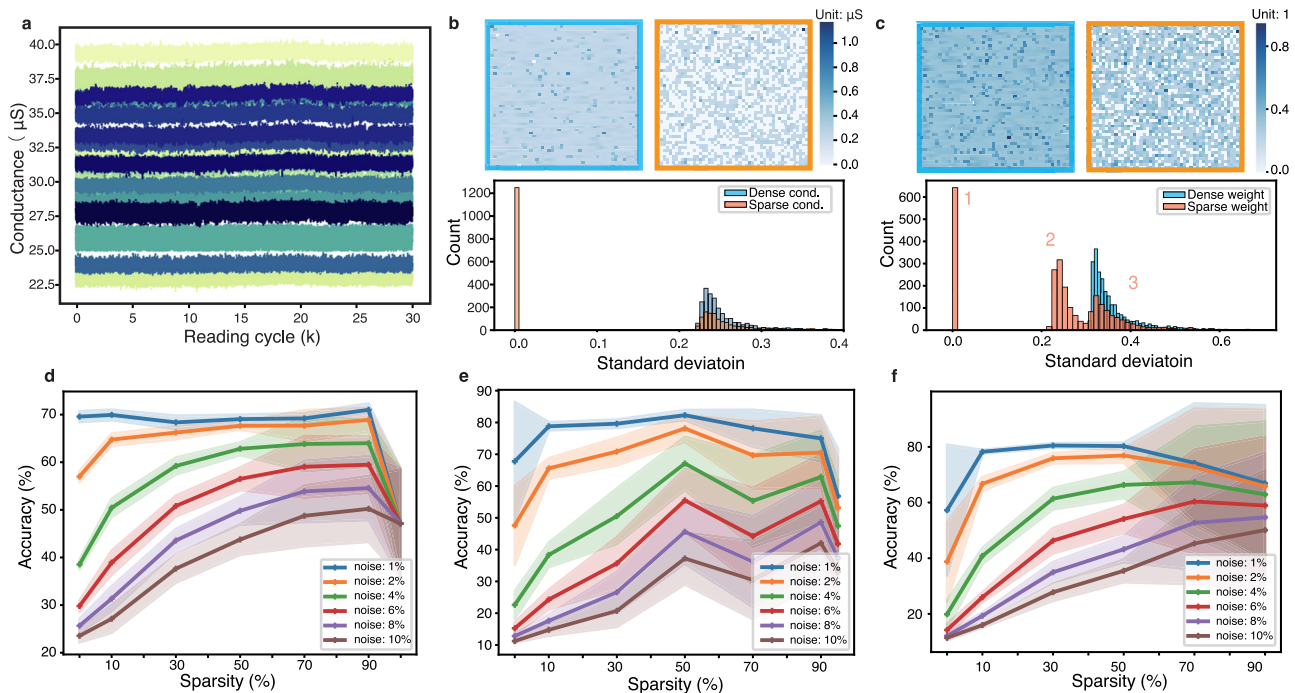 a
40.0
37.5
35.0
32.5
30.0
27.5
25.0
22.5
Conductance ( μS)
0
5
10
15
20
25
30
Reading cycle (k)
b
Unit: μS
1.0
0.8
0.6
0.4
0.2
0.0
1200
1000
800
600
400
200
0
Count
Dense cond.
Sparse cond.
0.0
0.1
0.2
0.3
0.4
Standard deviatoin
c
Unit: 1
0.8
0.4
0.0
600
500
400
300
200
100
0
Count
1
2
3
Dense weight
Sparse weight
0.0
0.2
0.4
0.6
Standard deviatoin
d
70
60
50
40
30
20
Accuracy (%)
noise: 1%
noise: 2%
noise: 4%
noise: 6%
noise: 8%
noise: 10%
10
30
50
70
90
Sparsity (%)
e
90
80
70
60
50
40
30
20
10
Accuracy (%)
noise: 1%
noise: 2%
noise: 4%
noise: 6%
noise: 8%
noise: 10%
10
30
50
70
90
Sparsity (%)
f
80
60
40
20
Accuracy (%)
noise: 1%
noise: 2%
noise: 4%
noise: 6%
noise: 8%
noise: 10%
10
30
50
70
90
Sparsity (%)